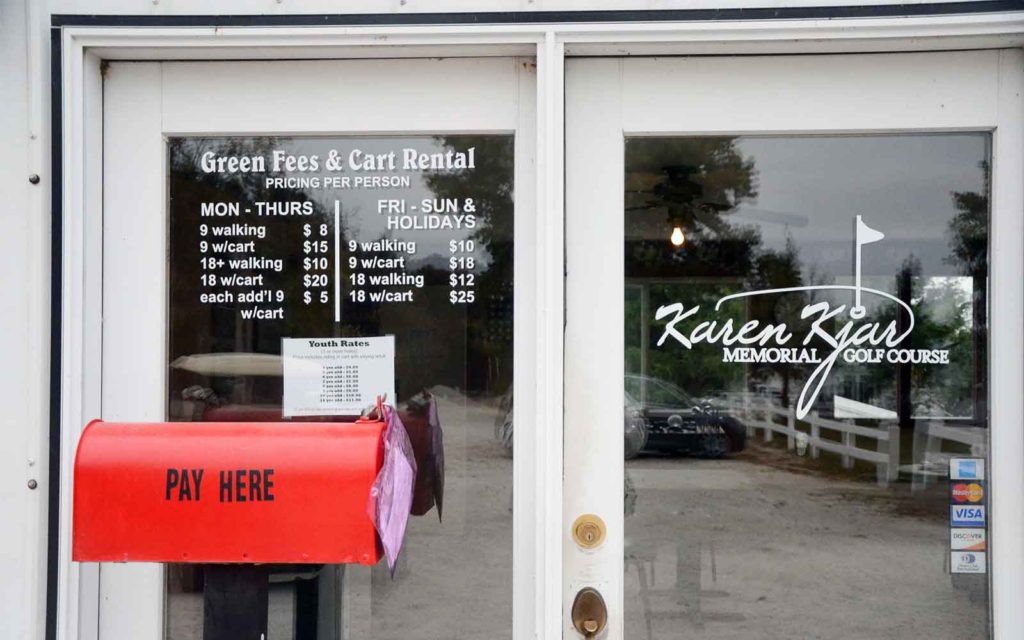 Green Fees & Cart Rental
PRICING PER PERSON
MON - THURS
9 walking $ 8
9 w/cart $15
18+ walking $10
18 w/cart $20
each add'l 9 $ 5
w/cart
FRI - SUN &
HOLIDAYS
9 walking $10
9 w/cart $18
18 walking $12
18 w/cart $25
Youth Rates
PAY HERE
Karen Kjar
MEMORIAL GOLF COURSE
MasterCard
VISA
DISCOVER